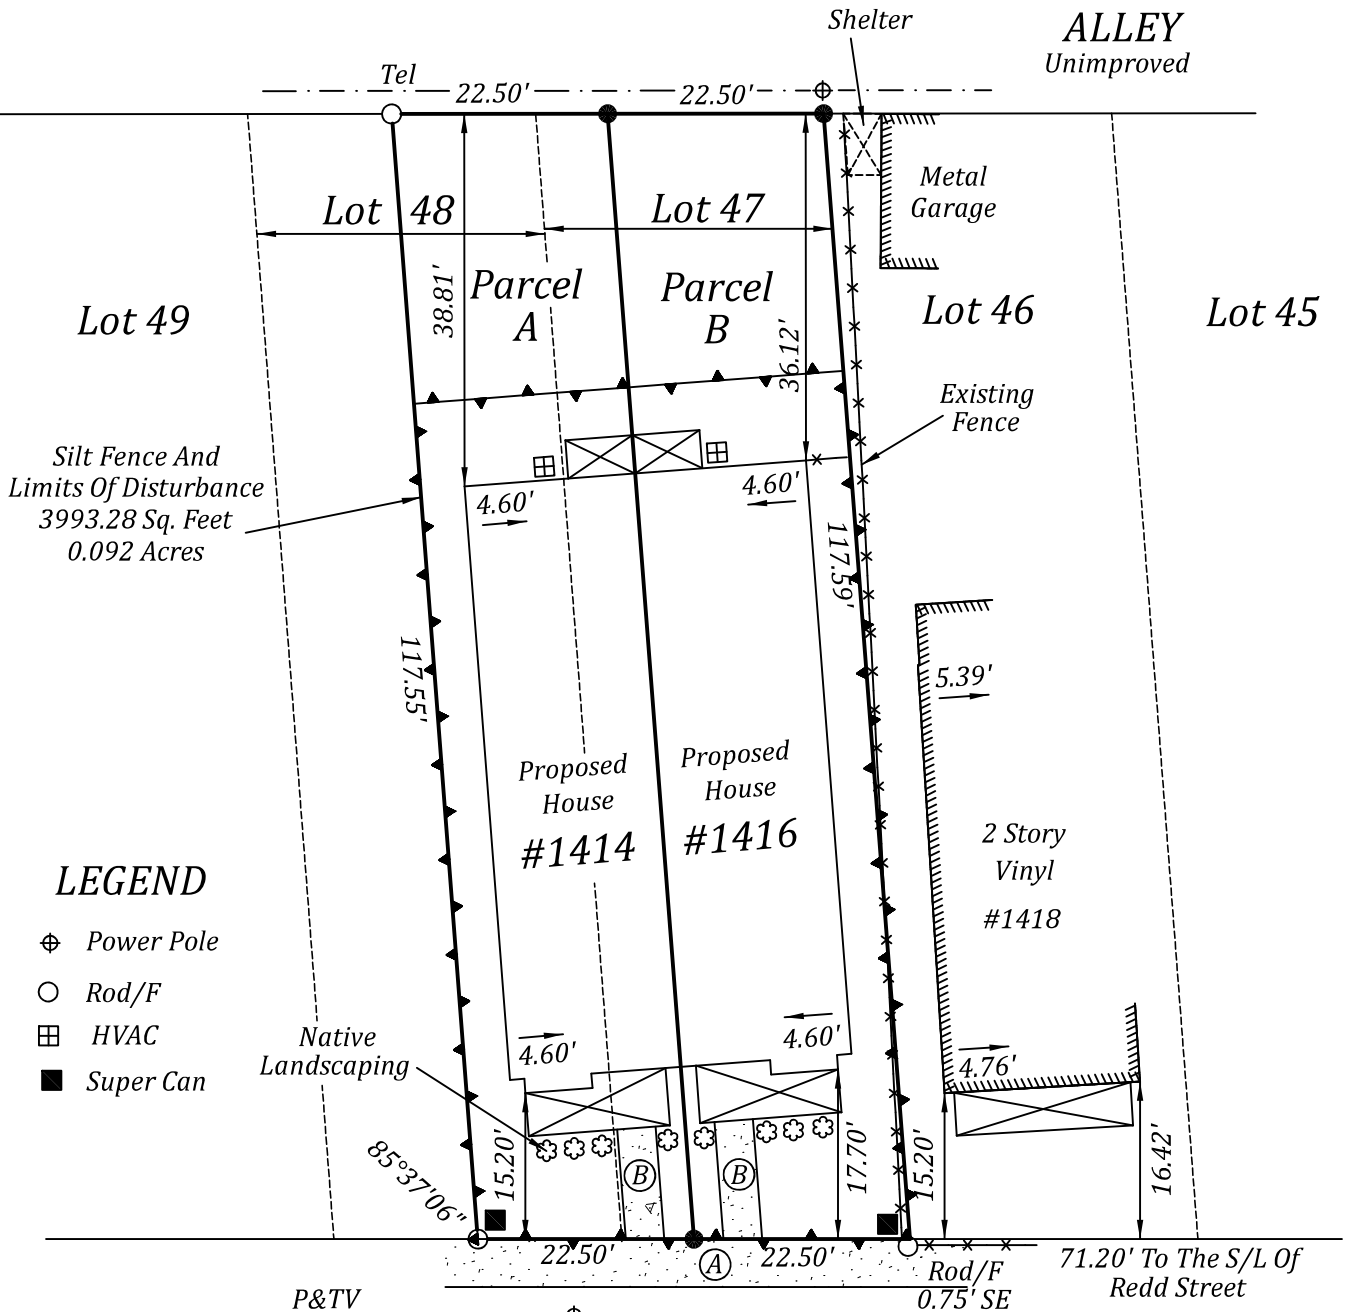 Shelter
ALLEY
Unimproved
Tel
22.50'
22.50'
Metal
Garage
Lot 48
Lot 47
38.81'
Parcel
A
Parcel
B
36.12'
Lot 49
Lot 46
Lot 45
Existing
Fence
Silt Fence And
Limits Of Disturbance
3993.28 Sq. Feet
0.092 Acres
4.60'
4.60'
117.59'
117.55'
5.39'
Proposed
House
#1414
Proposed
House
#1416
2 Story
Vinyl
#1418
LEGEND
Power Pole
Rod/F
HVAC
Super Can
Native
Landscaping
4.60'
4.60'
4.76'
85°37'06"
15.20'
B
B
17.70'
15.20'
16.42'
22.50'
A
22.50'
Rod/F
0.75' SE
71.20' To The S/L Of
Redd Street
P&TV